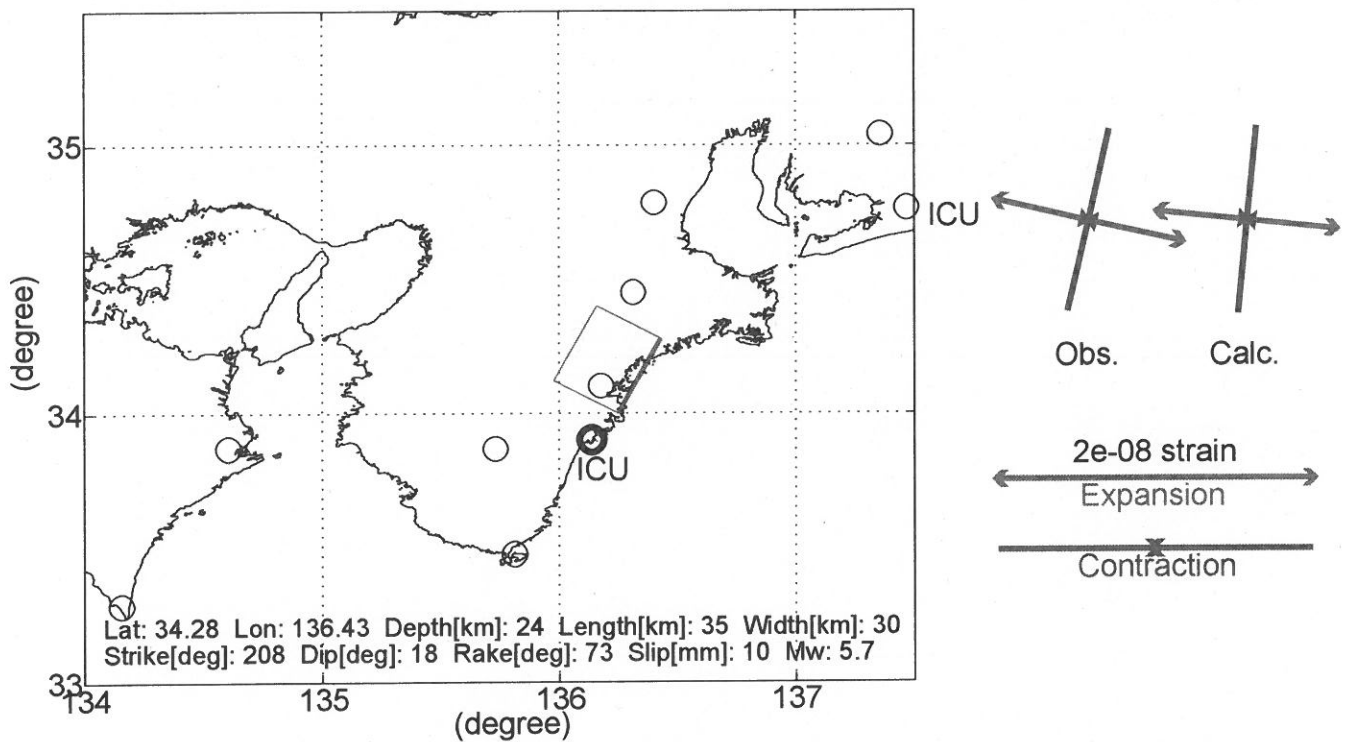 35
34
33
(degree)
134
135
136
137
(degree)
ICU
ICU
Lat: 34.28 Lon: 136.43 Depth[km]: 24 Length[km]: 35 Width[km]: 30
Strike[deg]: 208 Dip[deg]: 18 Rake[deg]: 73 Slip[mm]: 10 Mw: 5.7
Obs.
Calc.
2e-08 strain
Expansion
Contraction